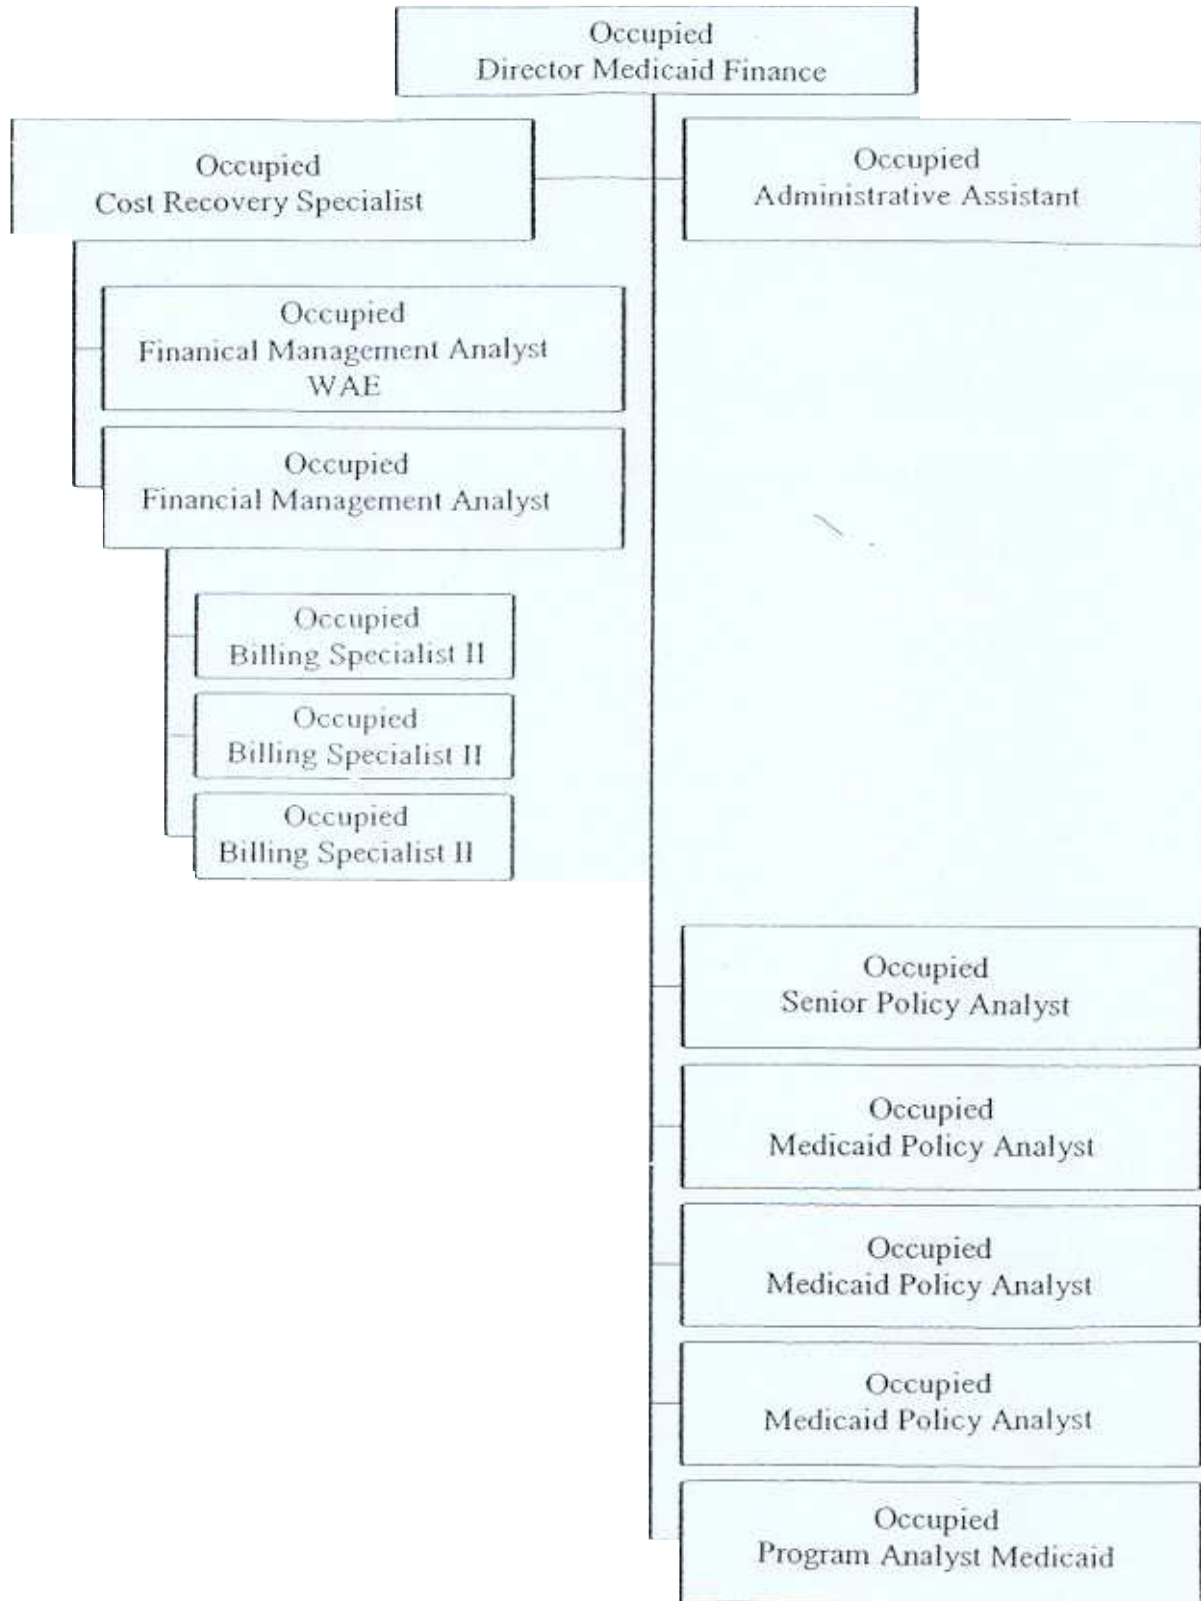 Occupied
Director Medicaid Finance
Occupied
Cost Recovery Specialist
Occupied
Administrative Assistant
Occupied
Finanical Management Analyst
WAE
Occupied
Financial Management Analyst
Occupied
Billing Specialist II
Occupied
Billing Specialist II
Occupied
Billing Specialist II
Occupied
Senior Policy Analyst
Occupied
Medicaid Policy Analyst
Occupied
Medicaid Policy Analyst
Occupied
Medicaid Policy Analyst
Occupied
Program Analyst Medicaid